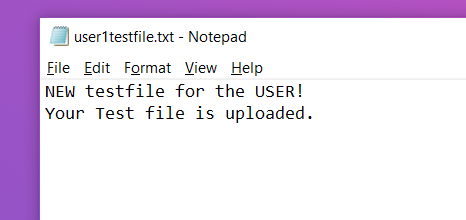 user1testfile.txt - Notepad
File Edit Format View Help
NEW testfile for the USER!
Your Test file is uploaded.